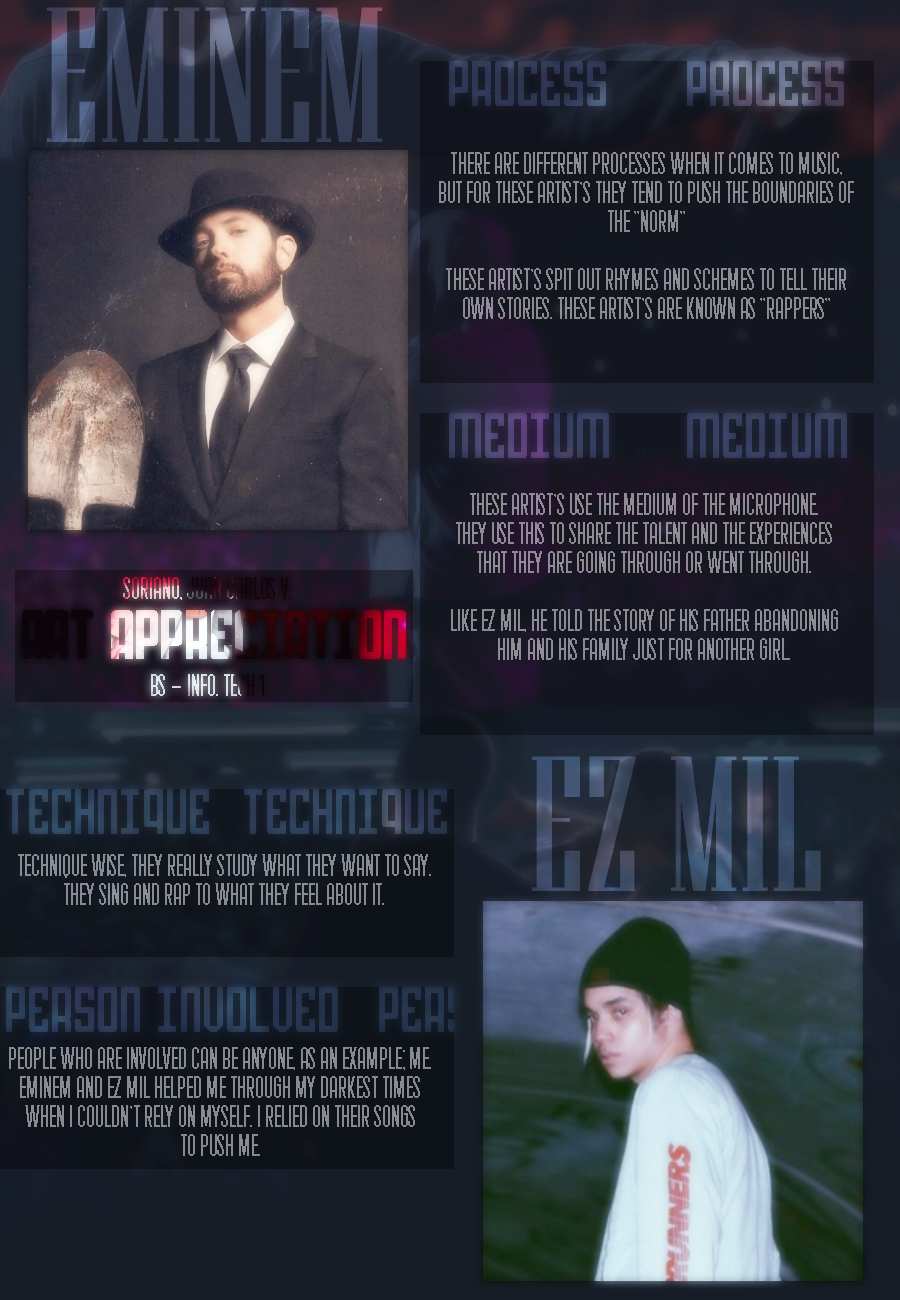 EMINEM
PROCESS PROCESS
THERE ARE DIFFERENT PROCESSES WHEN IT COMES TO MUSIC,
BUT FOR THESE ARTIST'S THEY TEND TO PUSH THE BOUNDARIES OF
THE "NORM"
THESE ARTIST'S SPIT OUT RHYMES AND SCHEMES TO TELL THEIR
OWN STORIES. THESE ARTIST'S ARE KNOWN AS "RAPPERS"
MEDIUM MEDIUM
THESE ARTIST'S USE THE MEDIUM OF THE MICROPHONE.
THEY USE THIS TO SHARE THE TALENT AND THE EXPERIENCES
THAT THEY ARE GOING THROUGH OR WENT THROUGH.
LIKE EZ MIL, HE TOLD THE STORY OF HIS FATHER ABANDONING
HIM AND HIS FAMILY JUST FOR ANOTHER GIRL.
SORIANO, JUAN CARLOS V.
ART APPRECIATION
BS - INFO. TECH 1
TECHNIQUE TECHNIQUE
TECHNIQUE WISE, THEY REALLY STUDY WHAT THEY WANT TO SAY.
THEY SING AND RAP TO WHAT THEY FEEL ABOUT IT.
PERSON INVOLVED PERS
PEOPLE WHO ARE INVOLVED CAN BE ANYONE, AS AN EXAMPLE; ME.
EMINEM AND EZ MIL HELPED ME THROUGH MY DARKEST TIMES
WHEN I COULDN'T RELY ON MYSELF. I RELIED ON THEIR SONGS
TO PUSH ME.
EZ MIL
RUNNERS